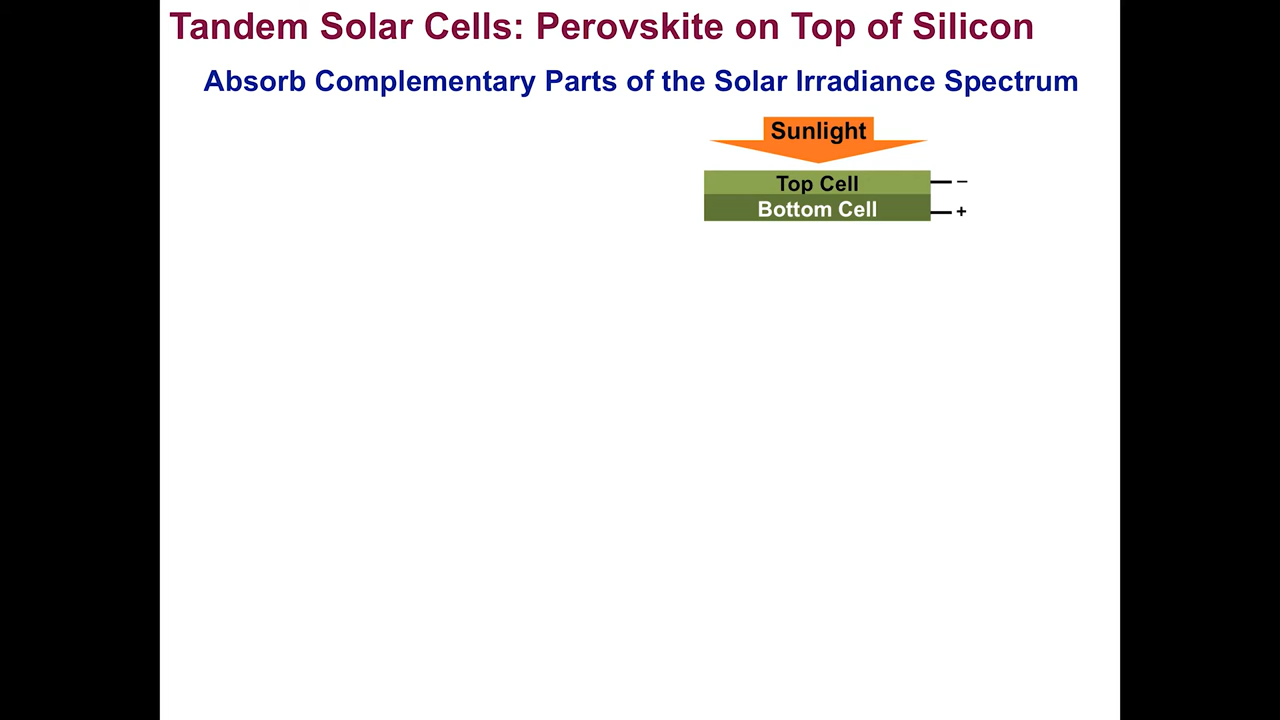 Tandem Solar Cells: Perovskite on Top of Silicon
Absorb Complementary Parts of the Solar Irradiance Spectrum
Sunlight
Top Cell –
Bottom Cell +